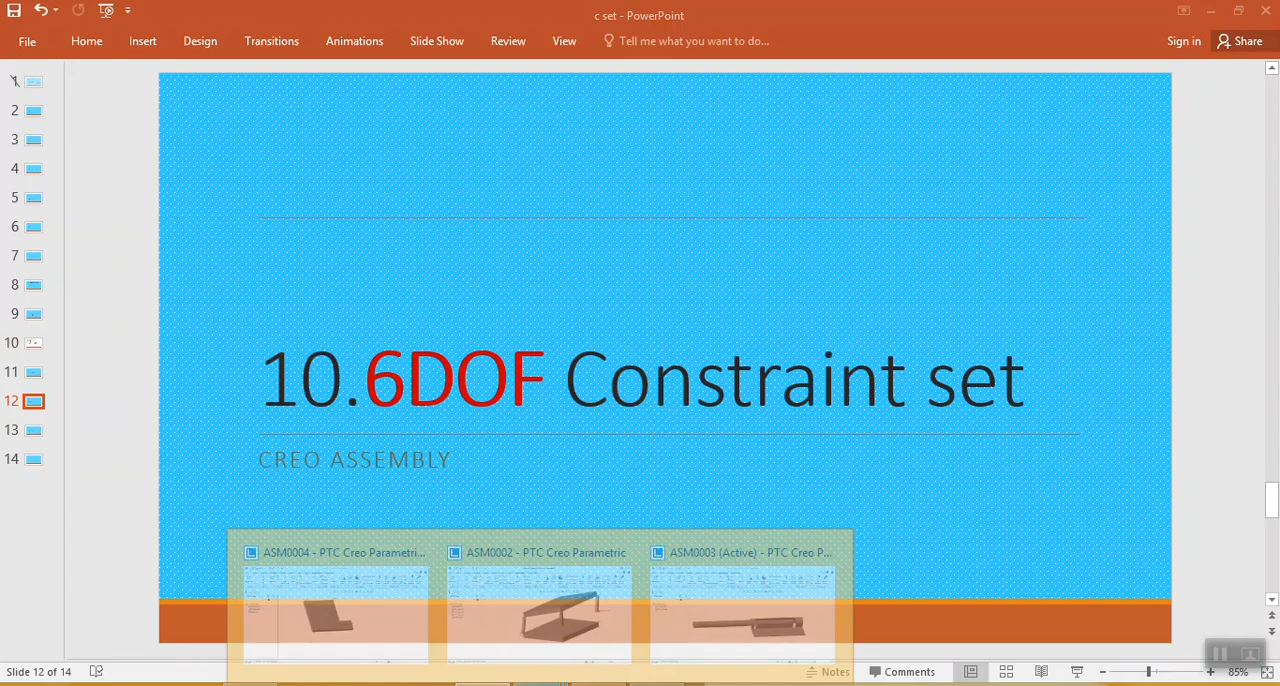 c set - PowerPoint
File Home Insert Design Transitions Animations Slide Show Review View Tell me what you want to do... Sign in Share
1
2
3
4
5
6
7
8
9
10
11
12
13
14
10.6DOF Constraint set
CREO ASSEMBLY
ASM0004 - PTC Creo Parametri... ASM0002 - PTC Creo Parametric ASM0003 (Active) - PTC Creo P...
Slide 12 of 14 Notes Comments 85%